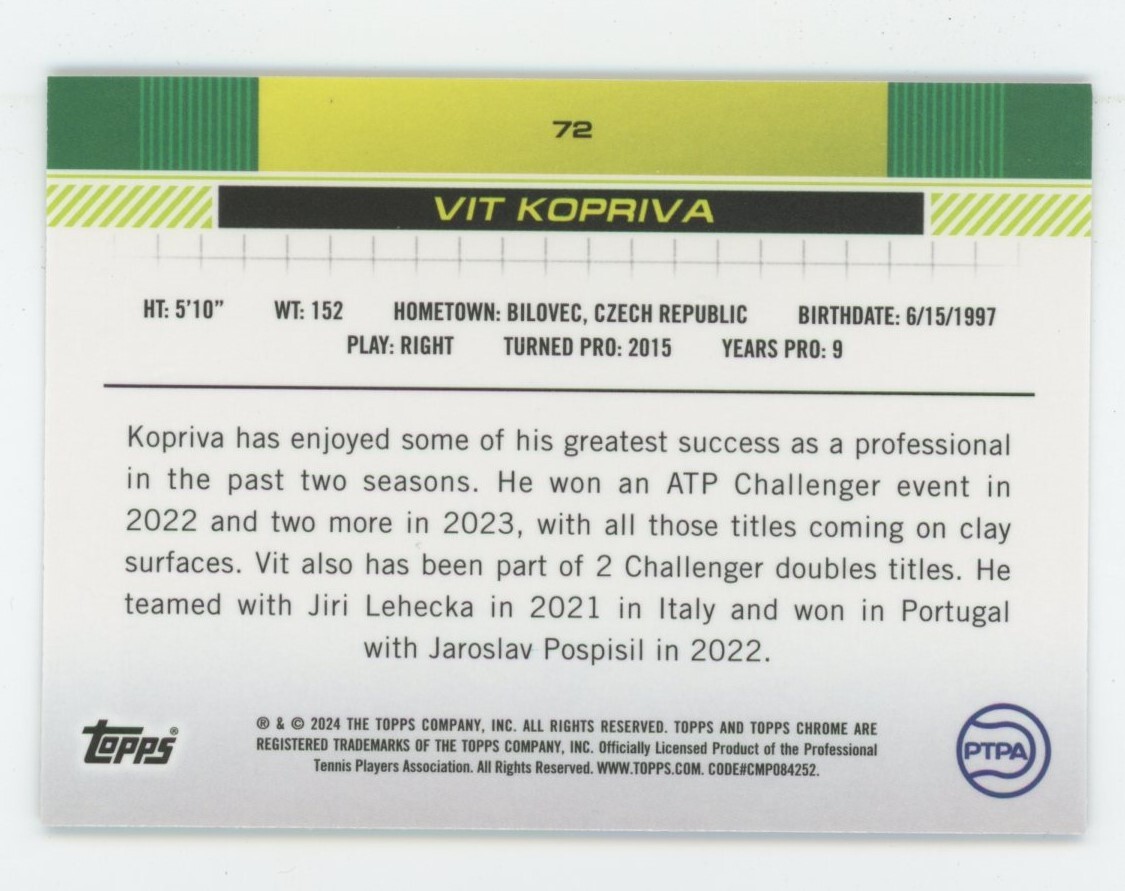 72
VIT KOPRIVA
HT: 5'10" WT: 152 HOMETOWN: BILOVEC, CZECH REPUBLIC BIRTHDATE: 6/15/1997
PLAY: RIGHT TURNED PRO: 2015 YEARS PRO: 9
Kopriva has enjoyed some of his greatest success as a professional
in the past two seasons. He won an ATP Challenger event in
2022 and two more in 2023, with all those titles coming on clay
surfaces. Vit also has been part of 2 Challenger doubles titles. He
teamed with Jiri Lehecka in 2021 in Italy and won in Portugal
with Jaroslav Pospisil in 2022.
topps®
® & © 2024 THE TOPPS COMPANY, INC. ALL RIGHTS RESERVED. TOPPS AND TOPPS CHROME ARE
REGISTERED TRADEMARKS OF THE TOPPS COMPANY, INC. Officially Licensed Product of the Professional
Tennis Players Association. All Rights Reserved. WWW.TOPPS.COM. CODE#CMP084252.
PTPA